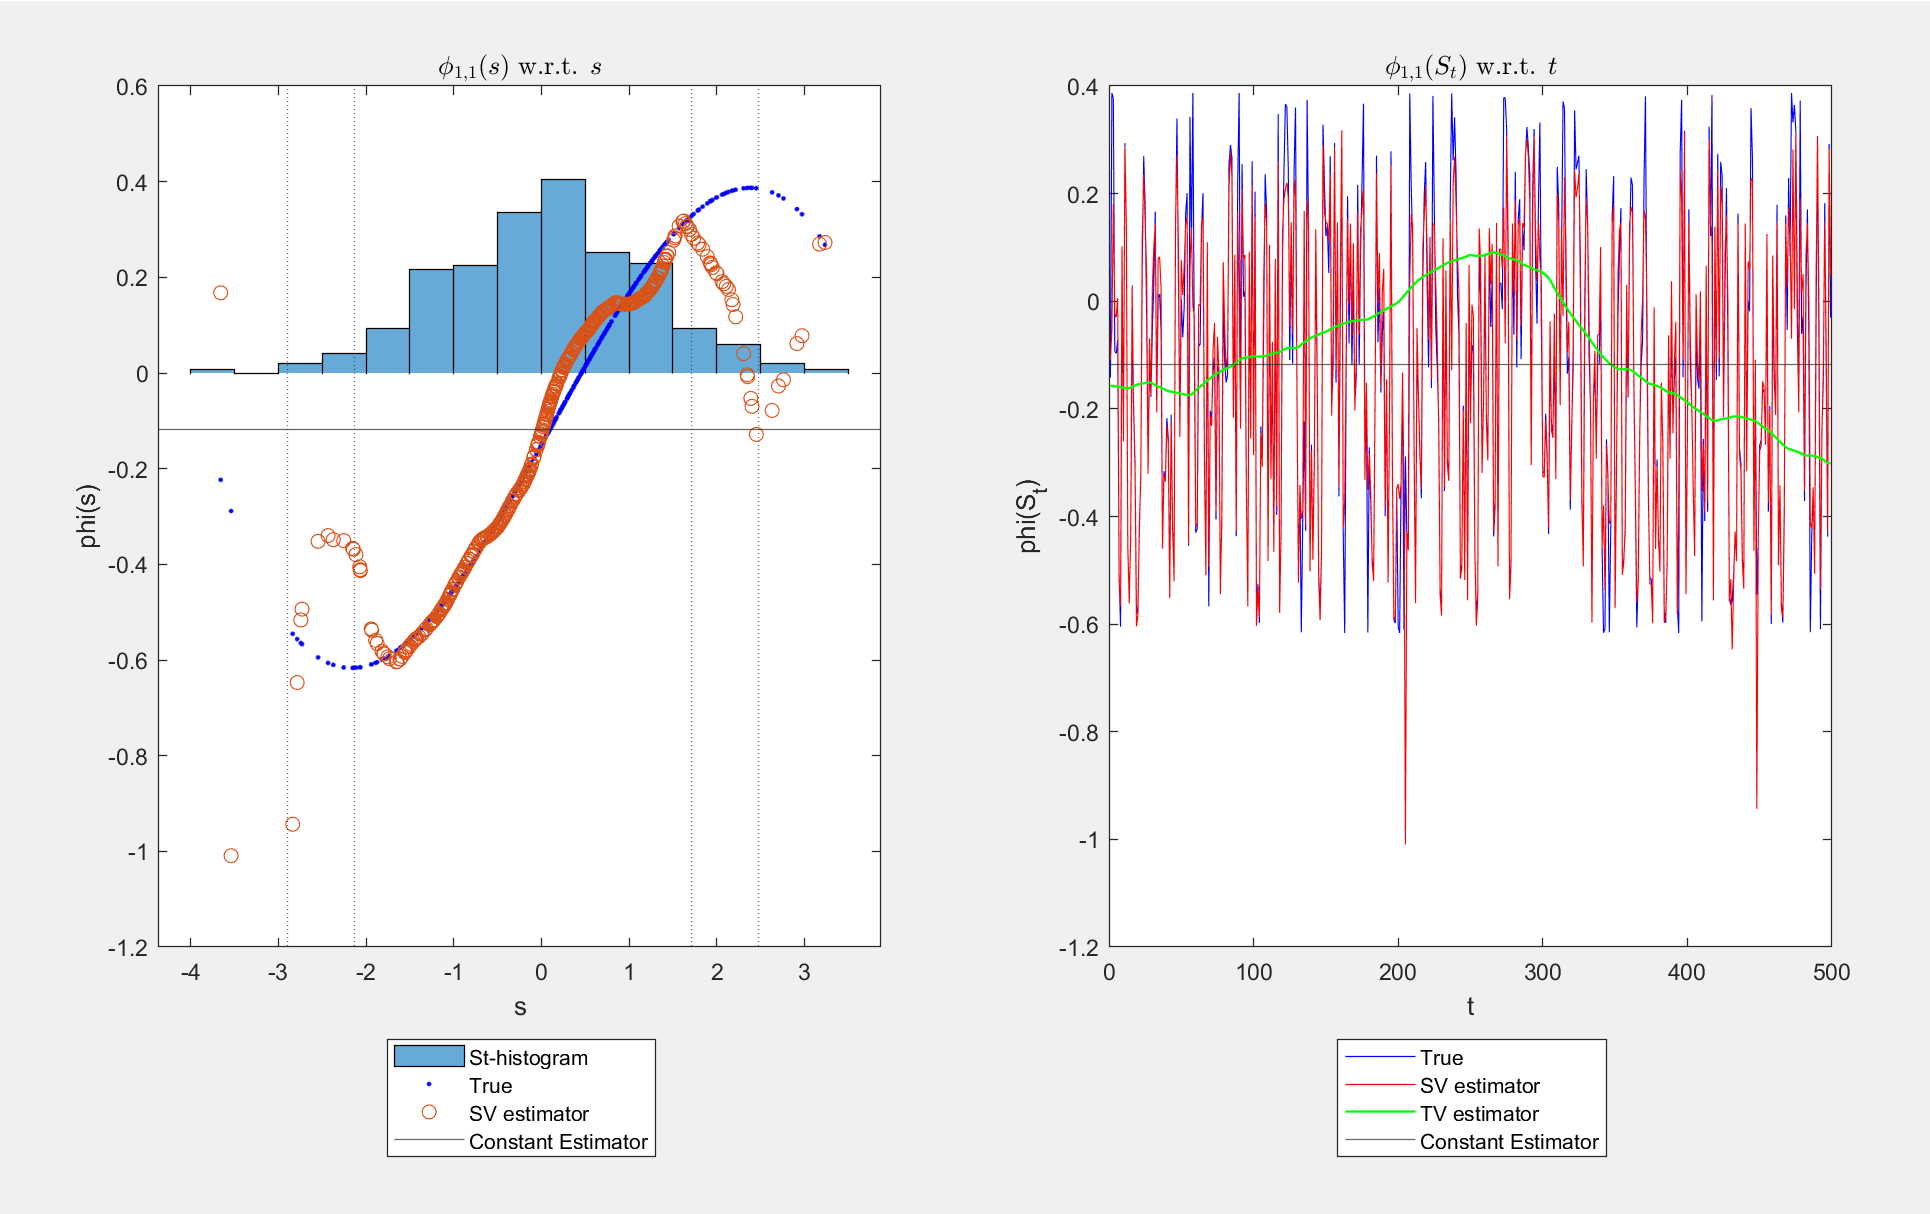 ϕ1,1(s) w.r.t. s
0.6
0.4
0.2
0
-0.2
-0.4
-0.6
-0.8
-1
-1.2
phi(s)
-4 -3 -2 -1 0 1 2 3
s
St-histogram
True
SV estimator
Constant Estimator
ϕ1,1(St) w.r.t. t
0.4
0.2
0
-0.2
-0.4
-0.6
-0.8
-1
-1.2
phi(St)
0 100 200 300 400 500
t
True
SV estimator
TV estimator
Constant Estimator